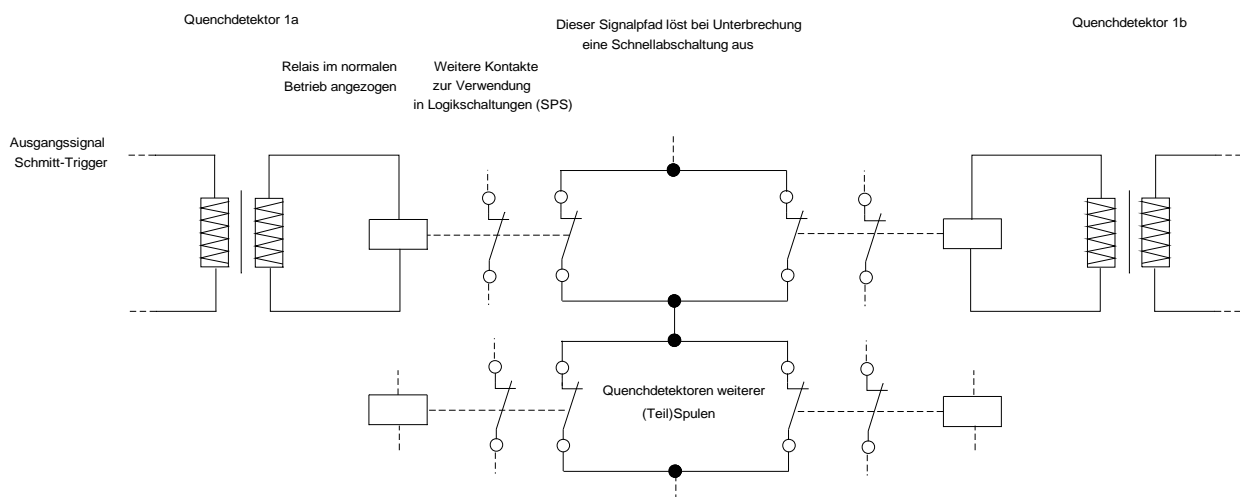 Quenchdetektor 1a
Dieser Signalpfad löst bei Unterbrechung
eine Schnellabschaltung aus
Quenchdetektor 1b
Relais im normalen
Betrieb angezogen
Weitere Kontakte
zur Verwendung
in Logikschaltungen (SPS)
Ausgangssignal
Schmitt-Trigger
Quenchdetektoren weiterer
(Teil)Spulen